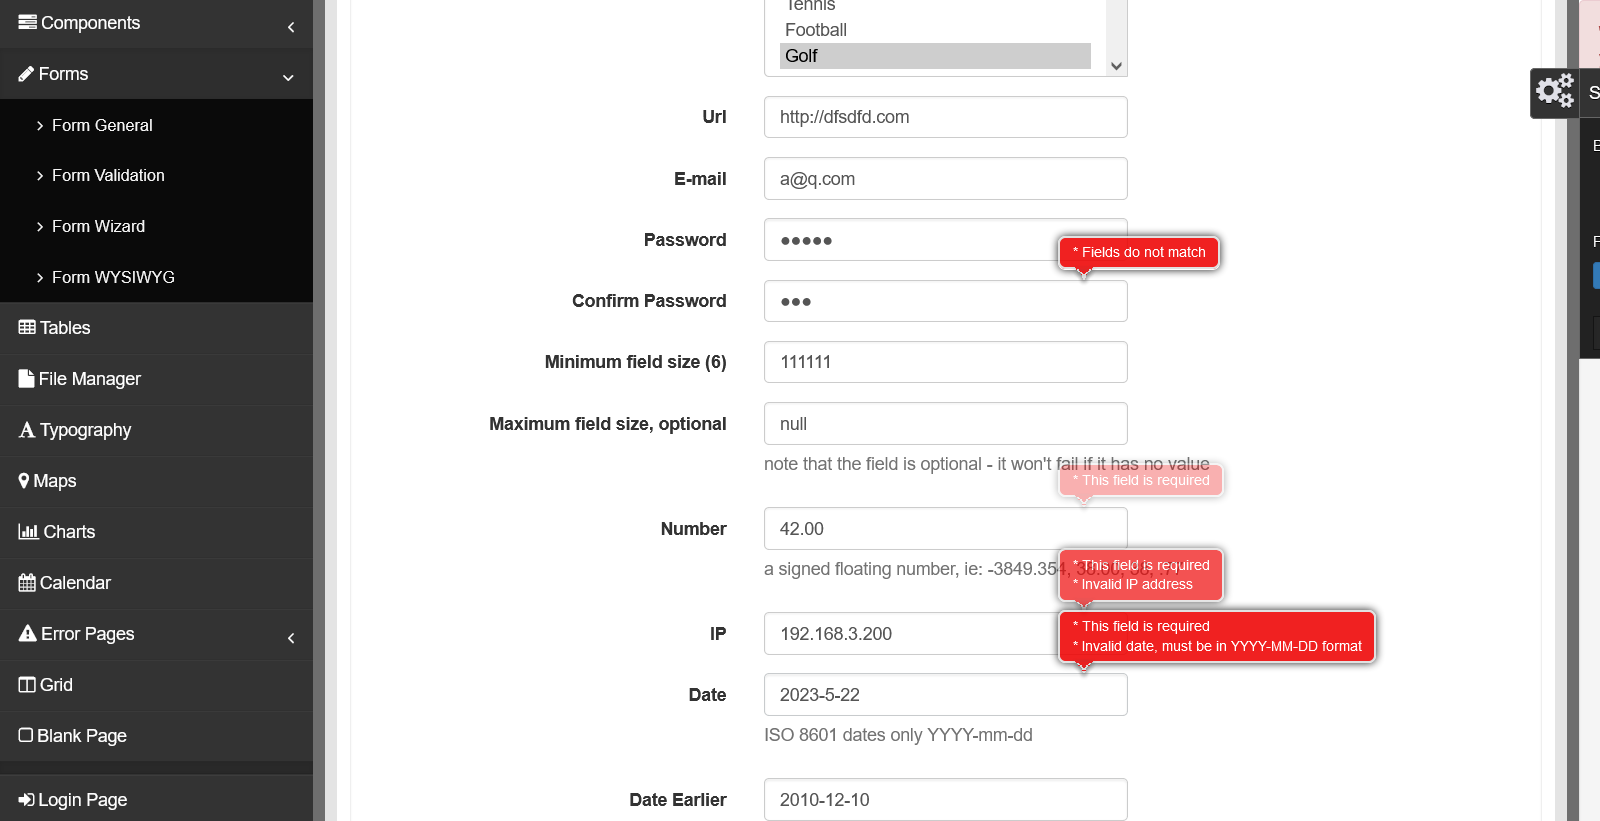 Components
Forms
Form General
Form Validation
Form Wizard
Form WYSIWYG
Tables
File Manager
Typography
Maps
Charts
Calendar
Error Pages
Grid
Blank Page
Login Page
Tennis
Football
Golf
Url
http://dfsdfd.com
E-mail
a@q.com
Password
* Fields do not match
Confirm Password
Minimum field size (6)
111111
Maximum field size, optional
null
note that the field is optional - it won't fail if it has no value
* This field is required
Number
42.00
a signed floating number, ie: -3849.354,
* This field is required
* Invalid IP address
IP
192.168.3.200
* This field is required
* Invalid date, must be in YYYY-MM-DD format
Date
2023-5-22
ISO 8601 dates only YYYY-mm-dd
Date Earlier
2010-12-10